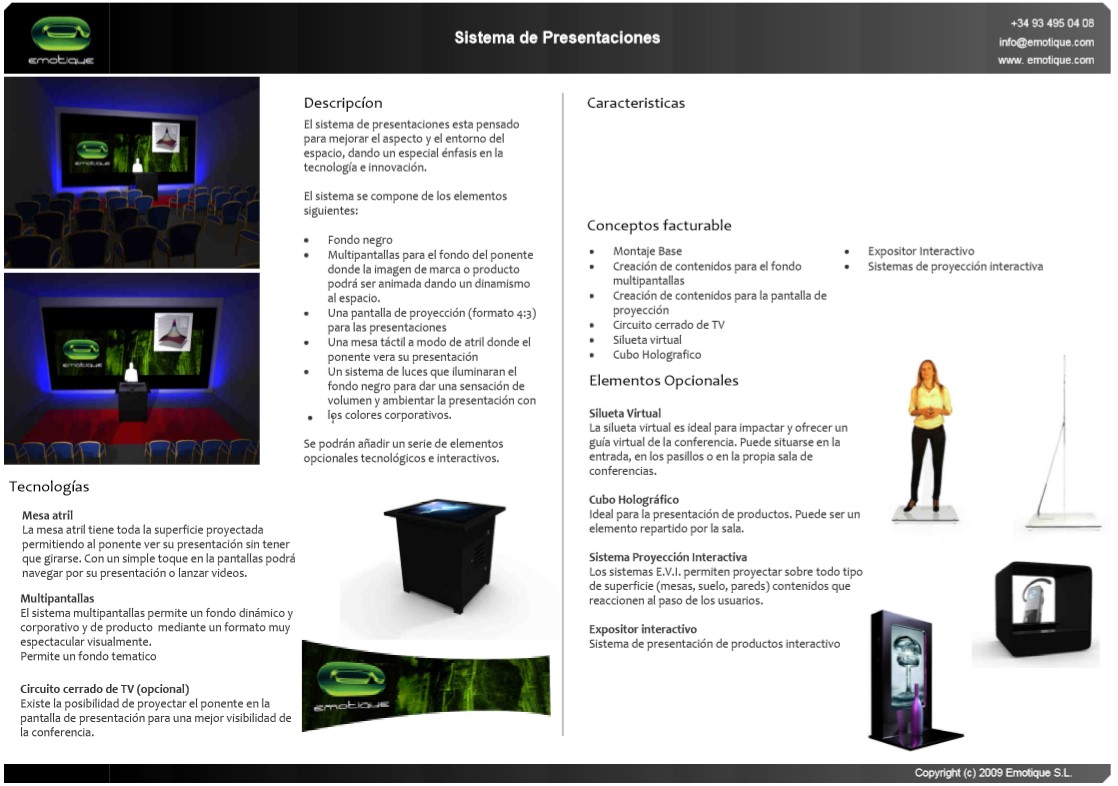 emotique
Sistema de Presentaciones
+34 93 495 04 08
info@emotique.com
www. emotique.com
emotique
emotique
Descripcíon
El sistema de presentaciones esta pensado
para mejorar el aspecto y el entorno del
espacio, dando un especial énfasis en la
tecnología e innovación.
El sistema se compone de los elementos
siguientes:
• Fondo negro
• Multipantallas para el fondo del ponente
donde la imagen de marca o producto
podrá ser animada dando un dinamismo
al espacio.
• Una pantalla de proyección (formato 4:3)
para las presentaciones
• Una mesa táctil a modo de atril donde el
ponente vera su presentación
• Un sistema de luces que iluminaran el
fondo negro para dar una sensación de
volumen y ambientar la presentación con
• los colores corporativos.
Se podrán añadir un serie de elementos
opcionales tecnológicos e interactivos.
Tecnologías
Mesa atril
La mesa atril tiene toda la superficie proyectada
permitiendo al ponente ver su presentación sin tener
que girarse. Con un simple toque en la pantallas podrá
navegar por su presentación o lanzar videos.
Multipantallas
El sistema multipantallas permite un fondo dinámico y
corporativo y de producto mediante un formato muy
espectacular visualmente.
Permite un fondo tematico
Circuito cerrado de TV (opcional)
Existe la posibilidad de proyectar el ponente en la
pantalla de presentación para una mejor visibilidad de
la conferencia.
emotique
Caracteristicas
Conceptos facturable
• Montaje Base
• Creación de contenidos para el fondo
multipantallas
• Creación de contenidos para la pantalla de
proyección
• Circuito cerrado de TV
• Silueta virtual
• Cubo Holografico
• Expositor Interactivo
• Sistemas de proyección interactiva
Elementos Opcionales
Silueta Virtual
La silueta virtual es ideal para impactar y ofrecer un
guía virtual de la conferencia. Puede situarse en la
entrada, en los pasillos o en la propia sala de
conferencias.
Cubo Holográfico
Ideal para la presentación de productos. Puede ser un
elemento repartido por la sala.
Sistema Proyección Interactiva
Los sistemas E.V.I. permiten proyectar sobre todo tipo
de superficie (mesas, suelo, pareds) contenidos que
reaccionen al paso de los usuarios.
Expositor interactivo
Sistema de presentación de productos interactivo
Copyright (c) 2009 Emotique S.L.